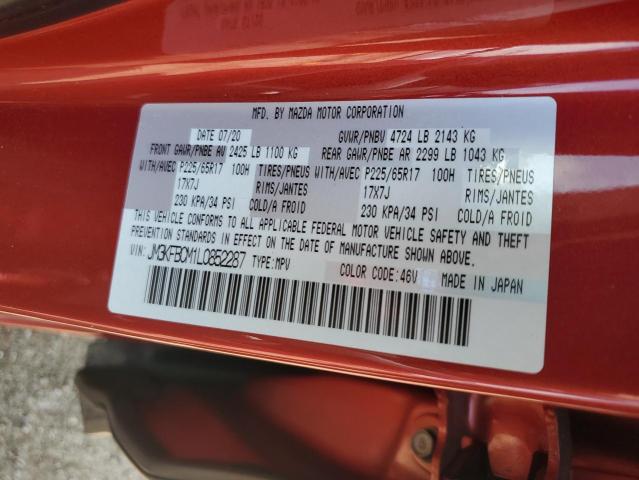 MFD. BY MAZDA MOTOR CORPORATION
DATE 07/20 GVWR/PNBV 4724 LB 2143 KG
FRONT GAWR/PNBE AV 2425 LB 1100 KG REAR GAWR/PNBE AR 2299 LB 1043 KG
WITH/AVEC P225/65R17 100H TIRES/PNEUS WITH/AVEC P225/65R17 100H TIRES/PNEUS
17X7J RIMS/JANTES 17X7J RIMS/JANTES
230 KPA/34 PSI COLD/A FROID 230 KPA/34 PSI COLD/A FROID
THIS VEHICLE CONFORMS TO ALL APPLICABLE FEDERAL MOTOR VEHICLE SAFETY AND THEFT
PREVENTION STANDARDS IN EFFECT ON THE DATE OF MANUFACTURE SHOWN ABOVE.
VIN: JM3KFBCM1L0852287 TYPE:MPV COLOR CODE:46V MADE IN JAPAN